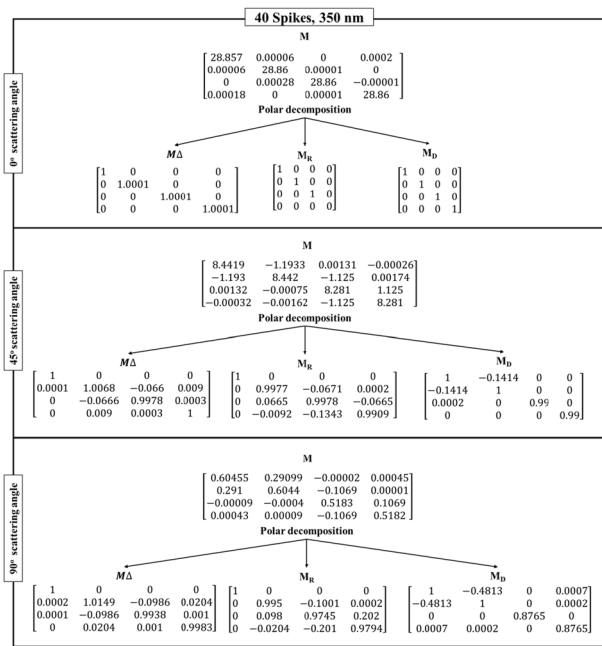 40 Spikes, 350 nm
0° scattering angle
M
28.857 0.00006 0 0.0002
0.00006 28.86 0.00001 0
0 0.00028 28.86 −0.00001
0.00018 0 0.00001 28.86
Polar decomposition
MΔ
1 0 0 0
0 1.0001 0 0
0 0 1.0001 0
0 0 0 1.0001
M_R
1 0 0 0
0 1 0 0
0 0 1 0
0 0 0 0
M_D
1 0 0 0
0 1 0 0
0 0 1 0
0 0 0 1
45° scattering angle
M
8.4419 −1.1933 0.00131 −0.00026
−1.193 8.442 −1.125 0.00174
0.00132 −0.00075 8.281 1.125
−0.00032 −0.00162 −1.125 8.281
Polar decomposition
MΔ
1 0 0 0
0.0001 1.0068 −0.066 0.009
0 −0.0666 0.9978 0.0003
0 0.009 0.0003 1
M_R
1 0 0 0
0 0.9977 −0.0671 0.0002
0 0.0665 0.9978 −0.0665
0 −0.0092 −0.1343 0.9909
M_D
1 −0.1414 0 0
−0.1414 1 0 0
0.0002 0 0.99 0
0 0 0 0.99
90° scattering angle
M
0.60455 0.29099 −0.00002 0.00045
0.291 0.6044 −0.1069 0.00001
−0.00009 −0.0004 0.5183 0.1069
0.00043 0.00009 −0.1069 0.5182
Polar decomposition
MΔ
1 0 0 0
0.0002 1.0149 −0.0986 0.0204
0.0001 −0.0986 0.9938 0.001
0 0.0204 0.001 0.9983
M_R
1 0 0 0
0 0.995 −0.1001 0.0002
0 0.098 0.9745 0.202
0 −0.0204 −0.201 0.9794
M_D
1 −0.4813 0 0.0007
−0.4813 1 0 0.0002
0 0 0.8765 0
0.0007 0.0002 0 0.8765